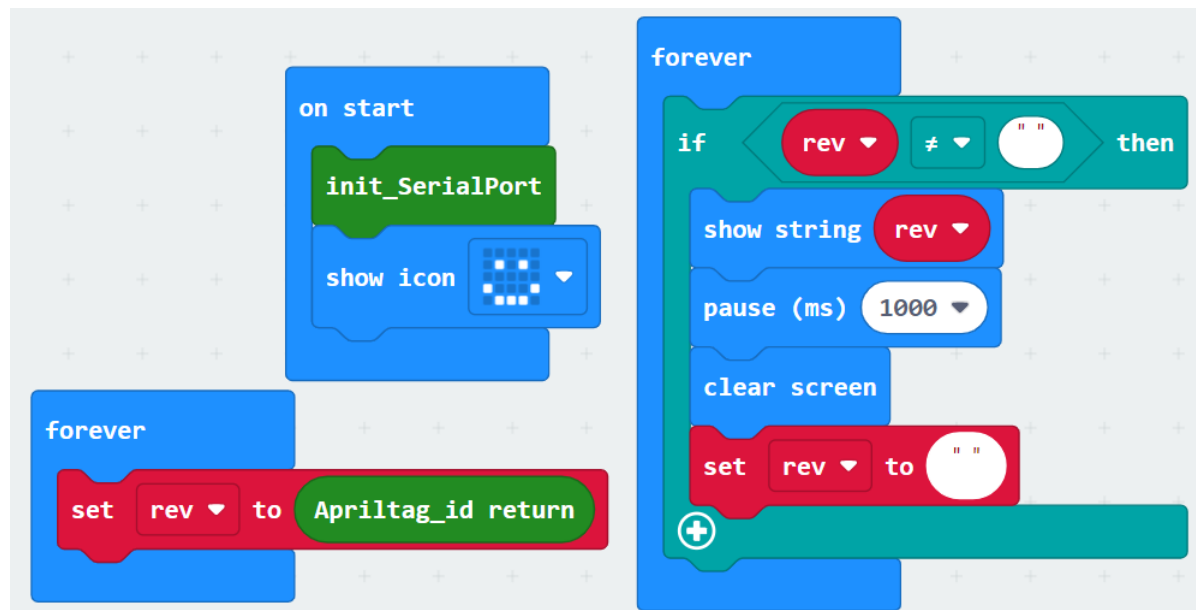 on start
init_SerialPort
show icon
forever
set rev to Apriltag_id return
forever
if rev ≠ " " then
show string rev
pause (ms) 1000
clear screen
set rev to " "